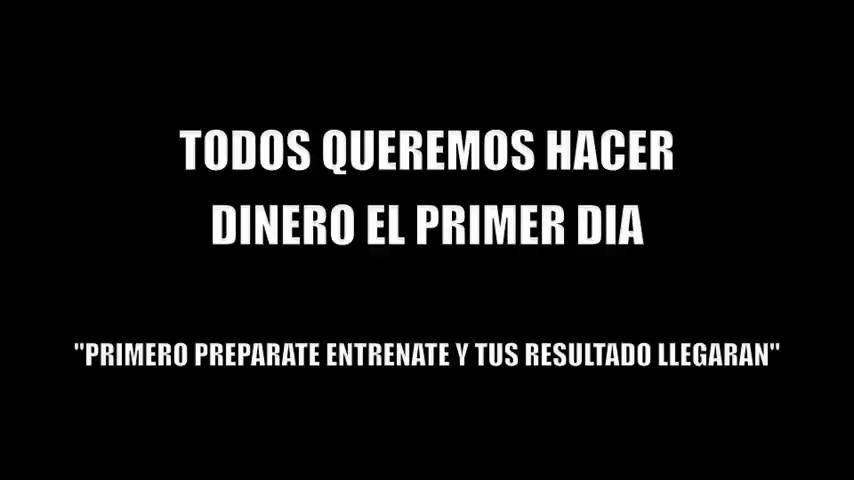 TODOS QUEREMOS HACER
DINERO EL PRIMER DIA
"PRIMERO PREPARATE ENTRENATE Y TUS RESULTADO LLEGARAN"